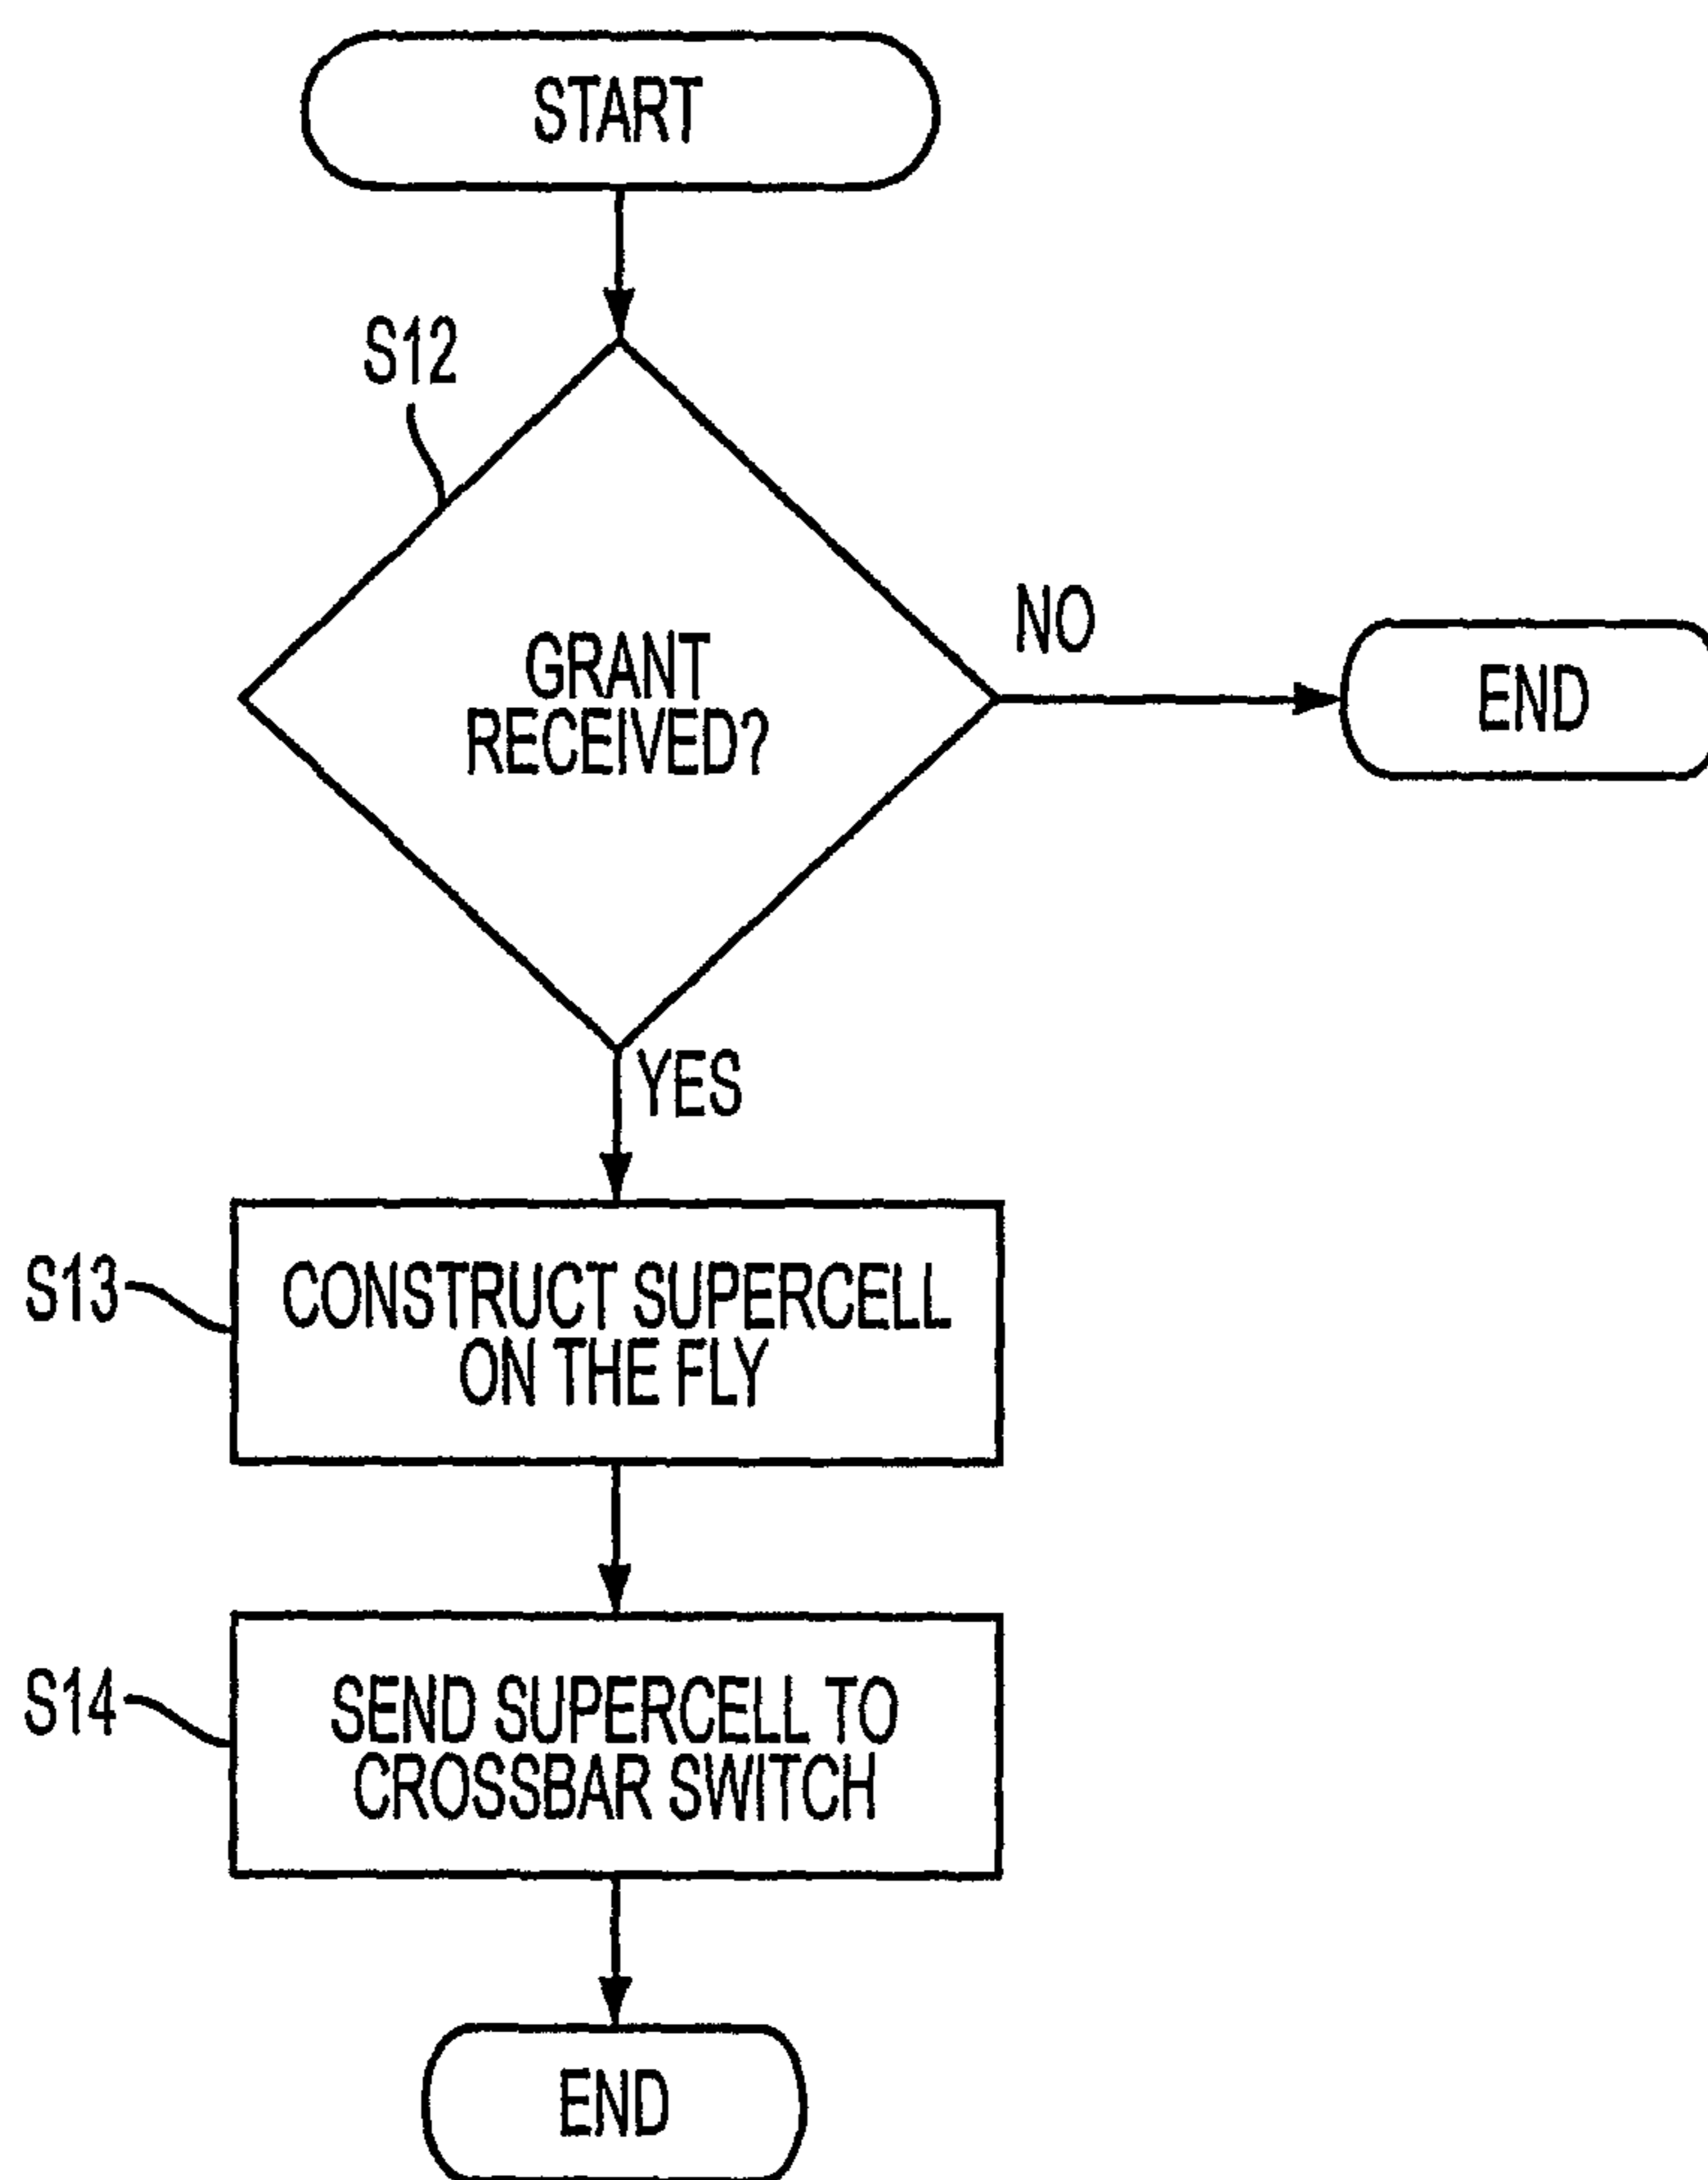 START
S12
GRANT
RECEIVED?
NO
END
YES
S13
CONSTRUCT SUPERCELL
ON THE FLY
S14
SEND SUPERCELL TO
CROSSBAR SWITCH
END